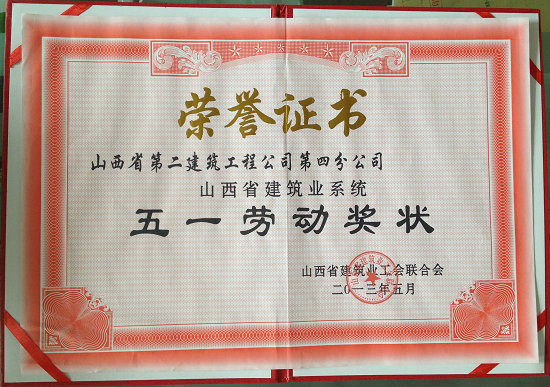 荣誉证书
山西省第二建筑工程公司第四分公司
山西省建筑业系统
五一劳动奖状
山西省建筑业工会联合会
二〇一三年五月